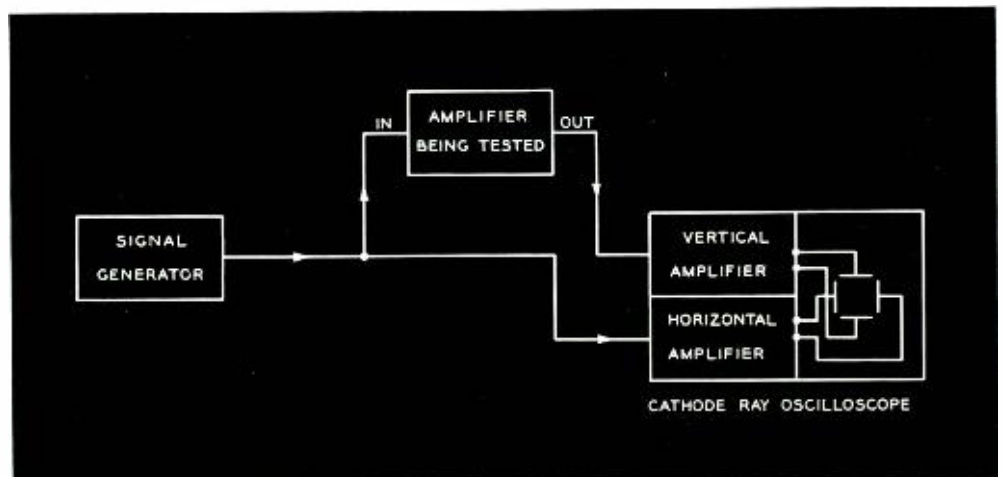 AMPLIFIER
BEING TESTED
IN
OUT
SIGNAL
GENERATOR
VERTICAL
AMPLIFIER
HORIZONTAL
AMPLIFIER
CATHODE RAY OSCILLOSCOPE